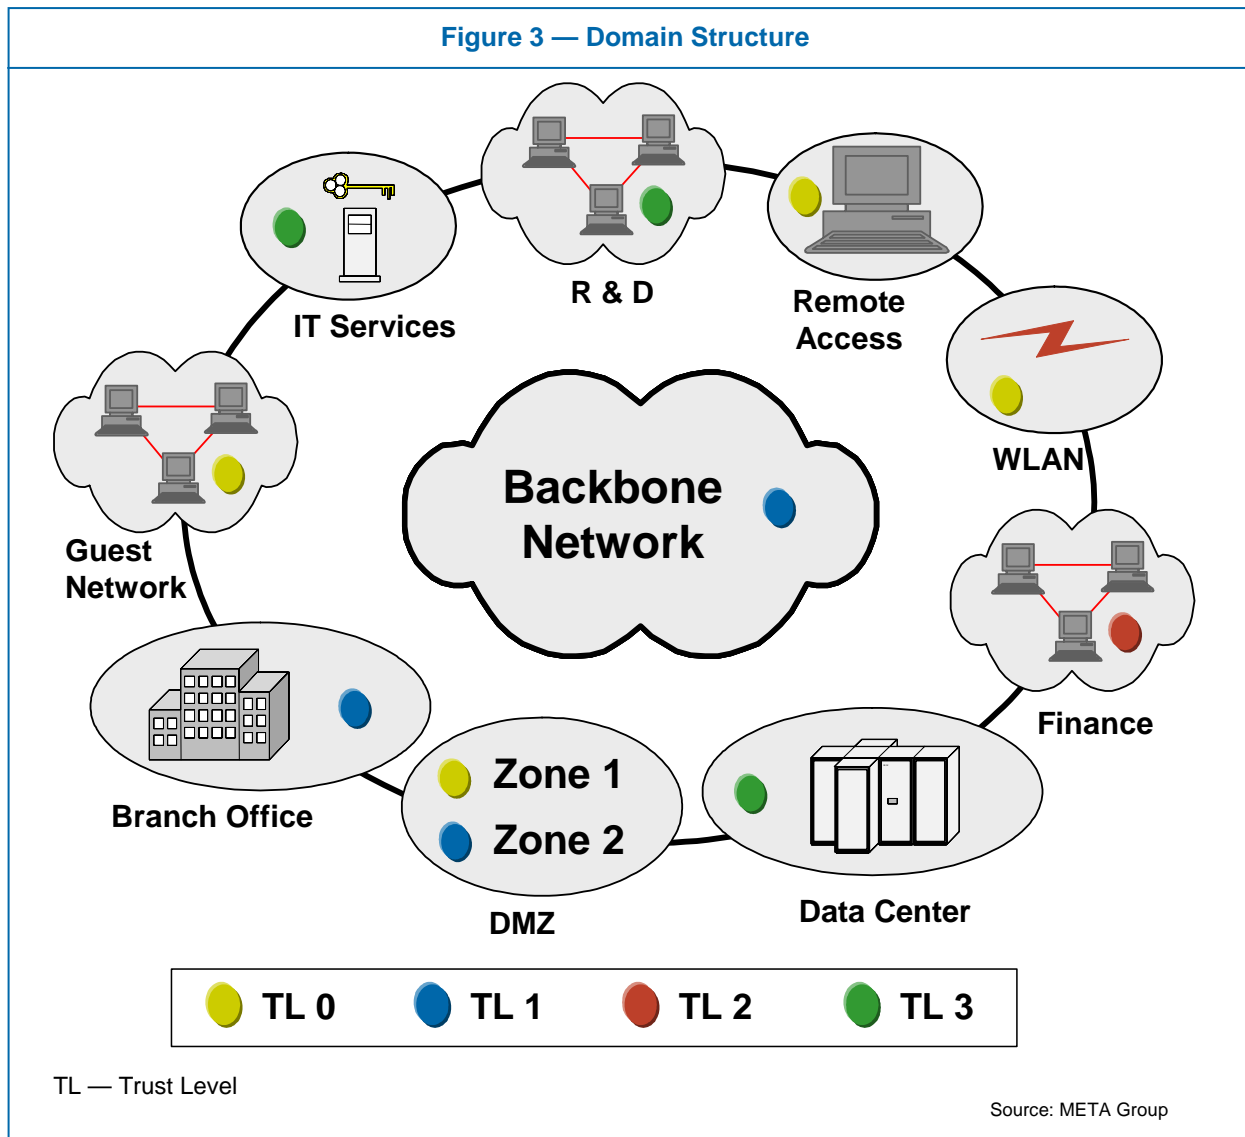 Figure 3 — Domain Structure
R & D
IT Services
Remote
Access
WLAN
Backbone
Network
Guest
Network
Finance
Branch Office
Zone 1
Zone 2
DMZ
Data Center
TL 0
TL 1
TL 2
TL 3
TL — Trust Level
Source: META Group